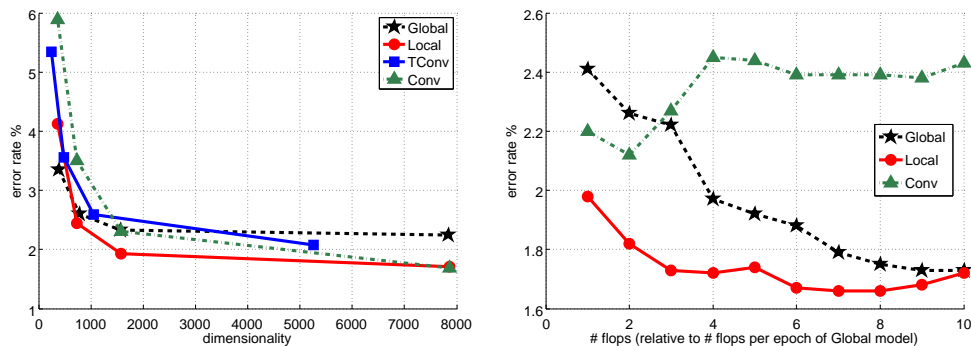 6
5
4
3
2
1
error rate %
0
1000
2000
3000
4000
5000
6000
7000
8000
dimensionality
Global
Local
TConv
Conv
2.4
2.2
2
1.8
1.6
error rate %
0
2
4
6
8
10
# flops (relative to # flops per epoch of Global model)
Global
Local
Conv